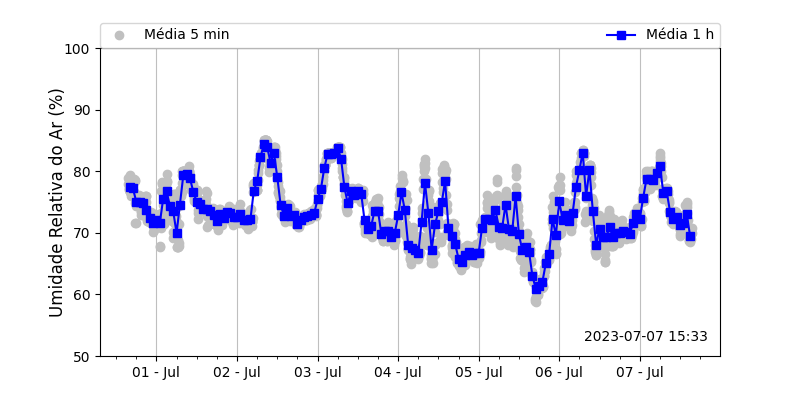 Média 5 min Média 1 h
Umidade Relativa do Ar (%)
100
90
80
70
60
50
2023-07-07 15:33
01 - Jul 02 - Jul 03 - Jul 04 - Jul 05 - Jul 06 - Jul 07 - Jul